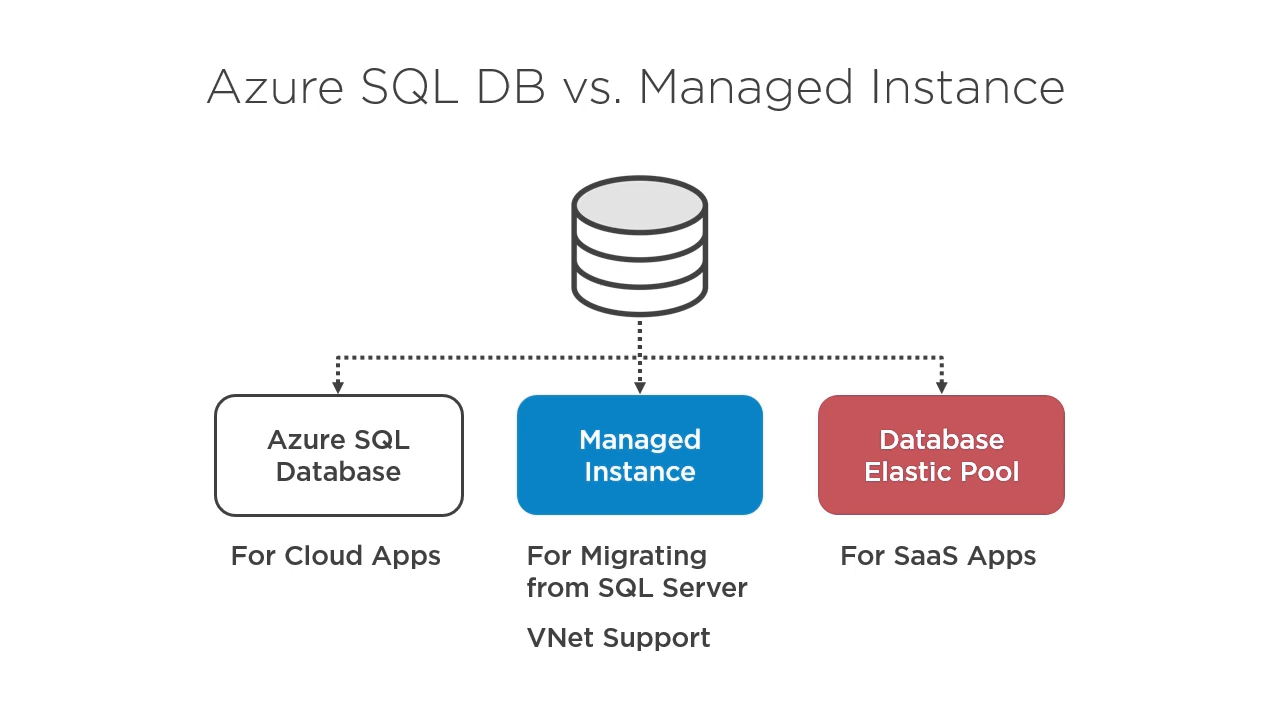 Azure SQL DB vs. Managed Instance
Azure SQL
Database
Managed
Instance
Database
Elastic Pool
For Cloud Apps
For Migrating
from SQL Server
VNet Support
For SaaS Apps